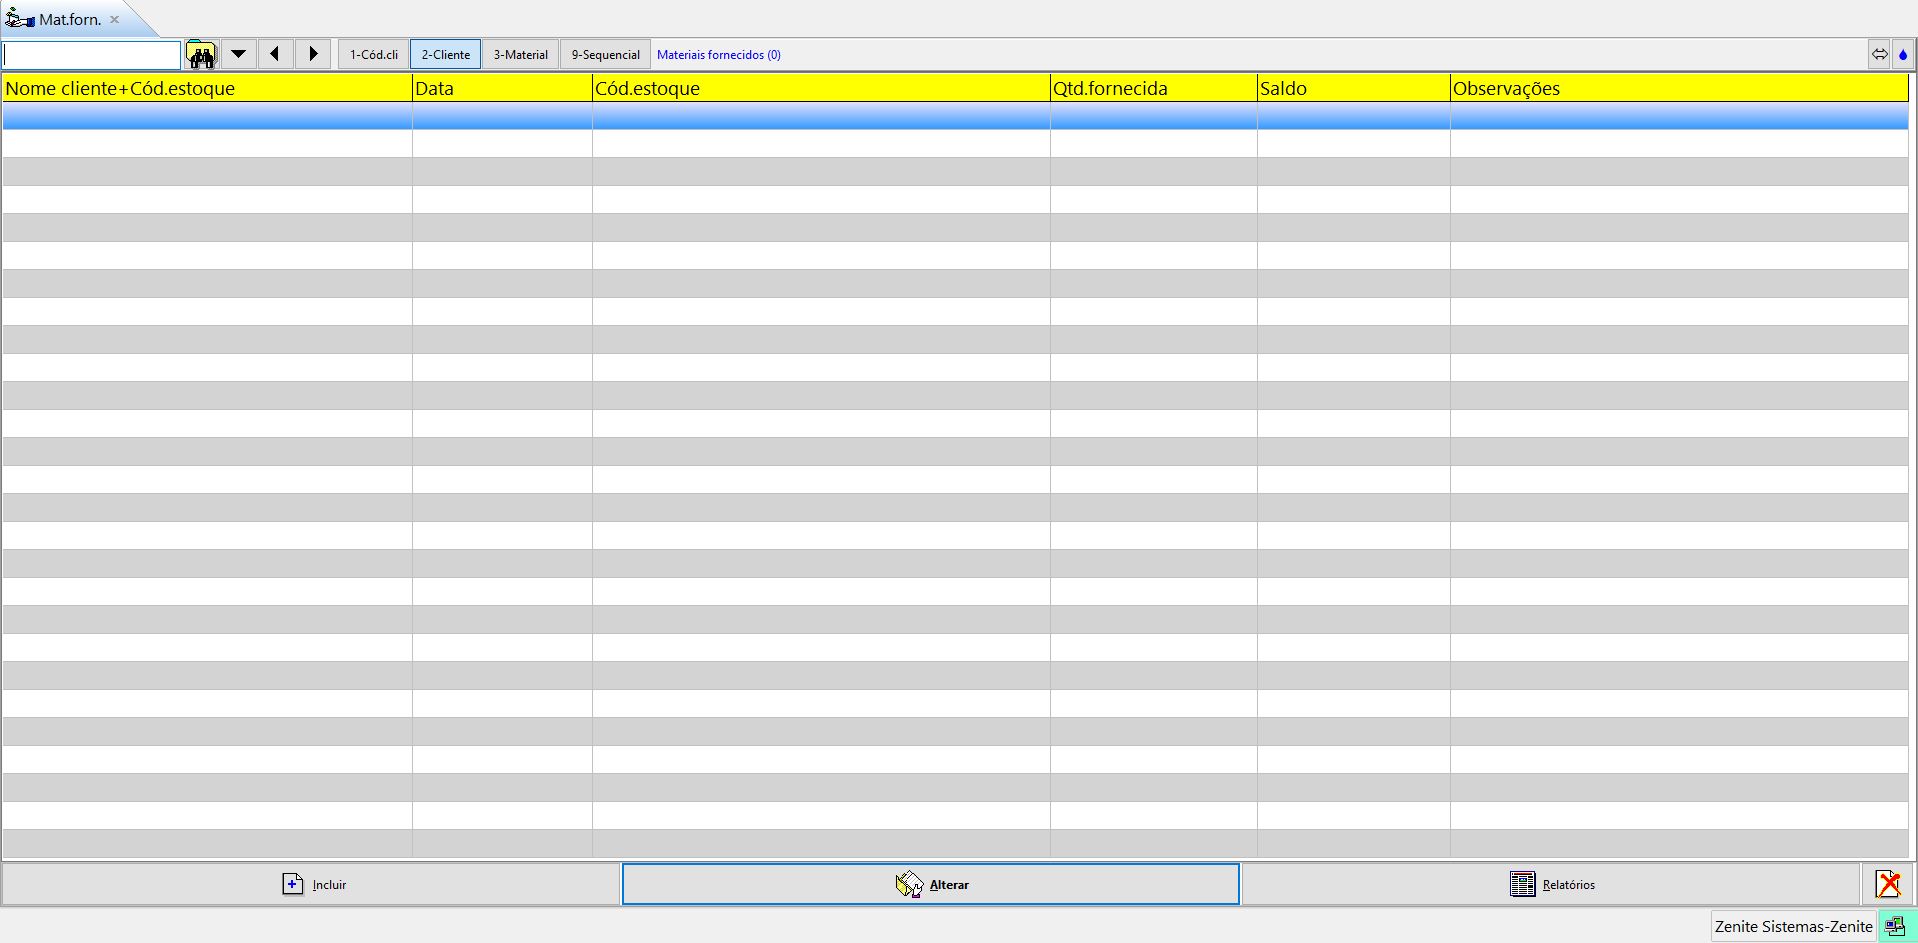 Mat.forn.
1-Cód.cli 2-Cliente 3-Material 9-Sequencial Materiais fornecidos (0)
Nome cliente+Cód.estoque Data Cód.estoque Qtd.fornecida Saldo Observações
Incluir Alterar Relatórios
Zenite Sistemas-Zenite